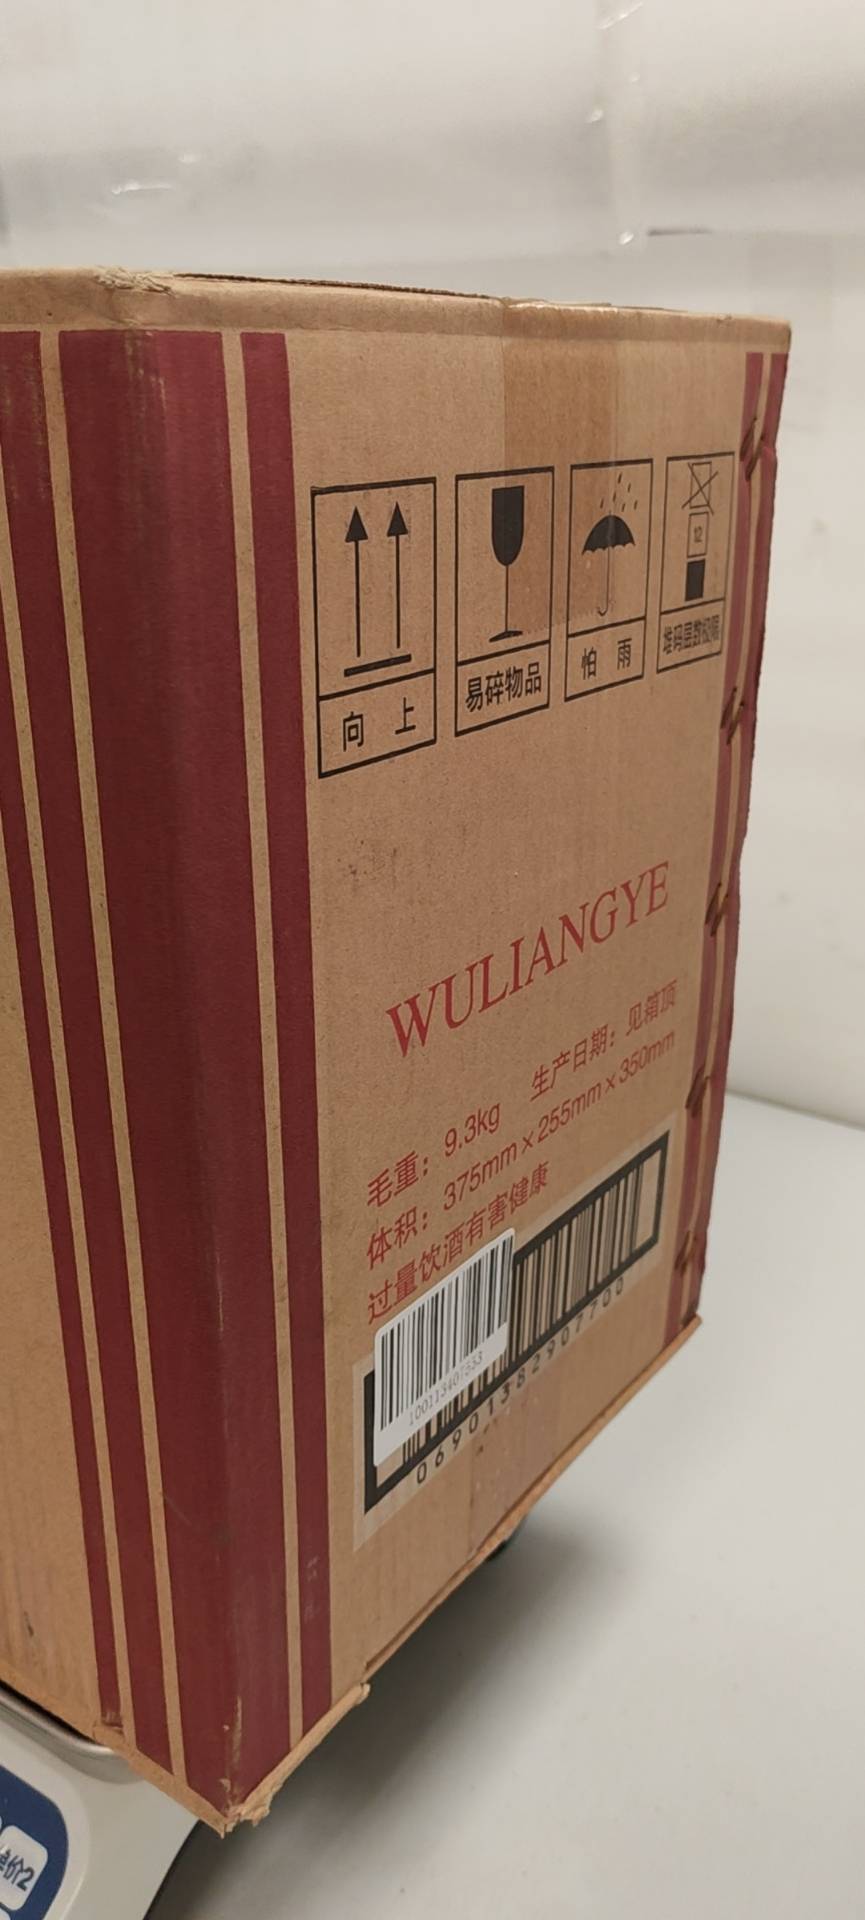 12
向上
易碎物品
怕雨
堆码层数极限
WULIANGYE
毛重：9.3kg 生产日期：见箱顶
体积：375mm×255mm×350mm
过量饮酒有害健康
06901382907700